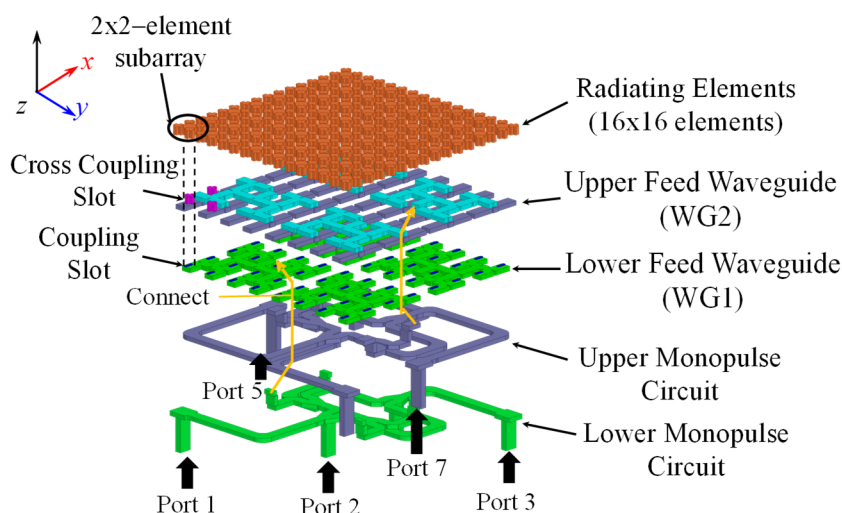 2x2−element
subarray
x
y
z
Radiating Elements
(16x16 elements)
Cross Coupling
Slot
Upper Feed Waveguide
(WG2)
Coupling
Slot
Lower Feed Waveguide
(WG1)
Connect
Upper Monopulse
Circuit
Port 5
Lower Monopulse
Circuit
Port 7
Port 1
Port 2
Port 3